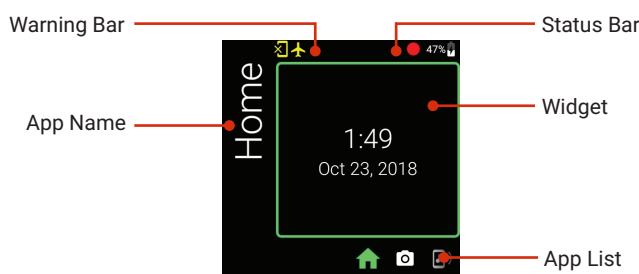 Warning Bar
Status Bar
47%
App Name
Home
Widget
1:49
Oct 23, 2018
App List